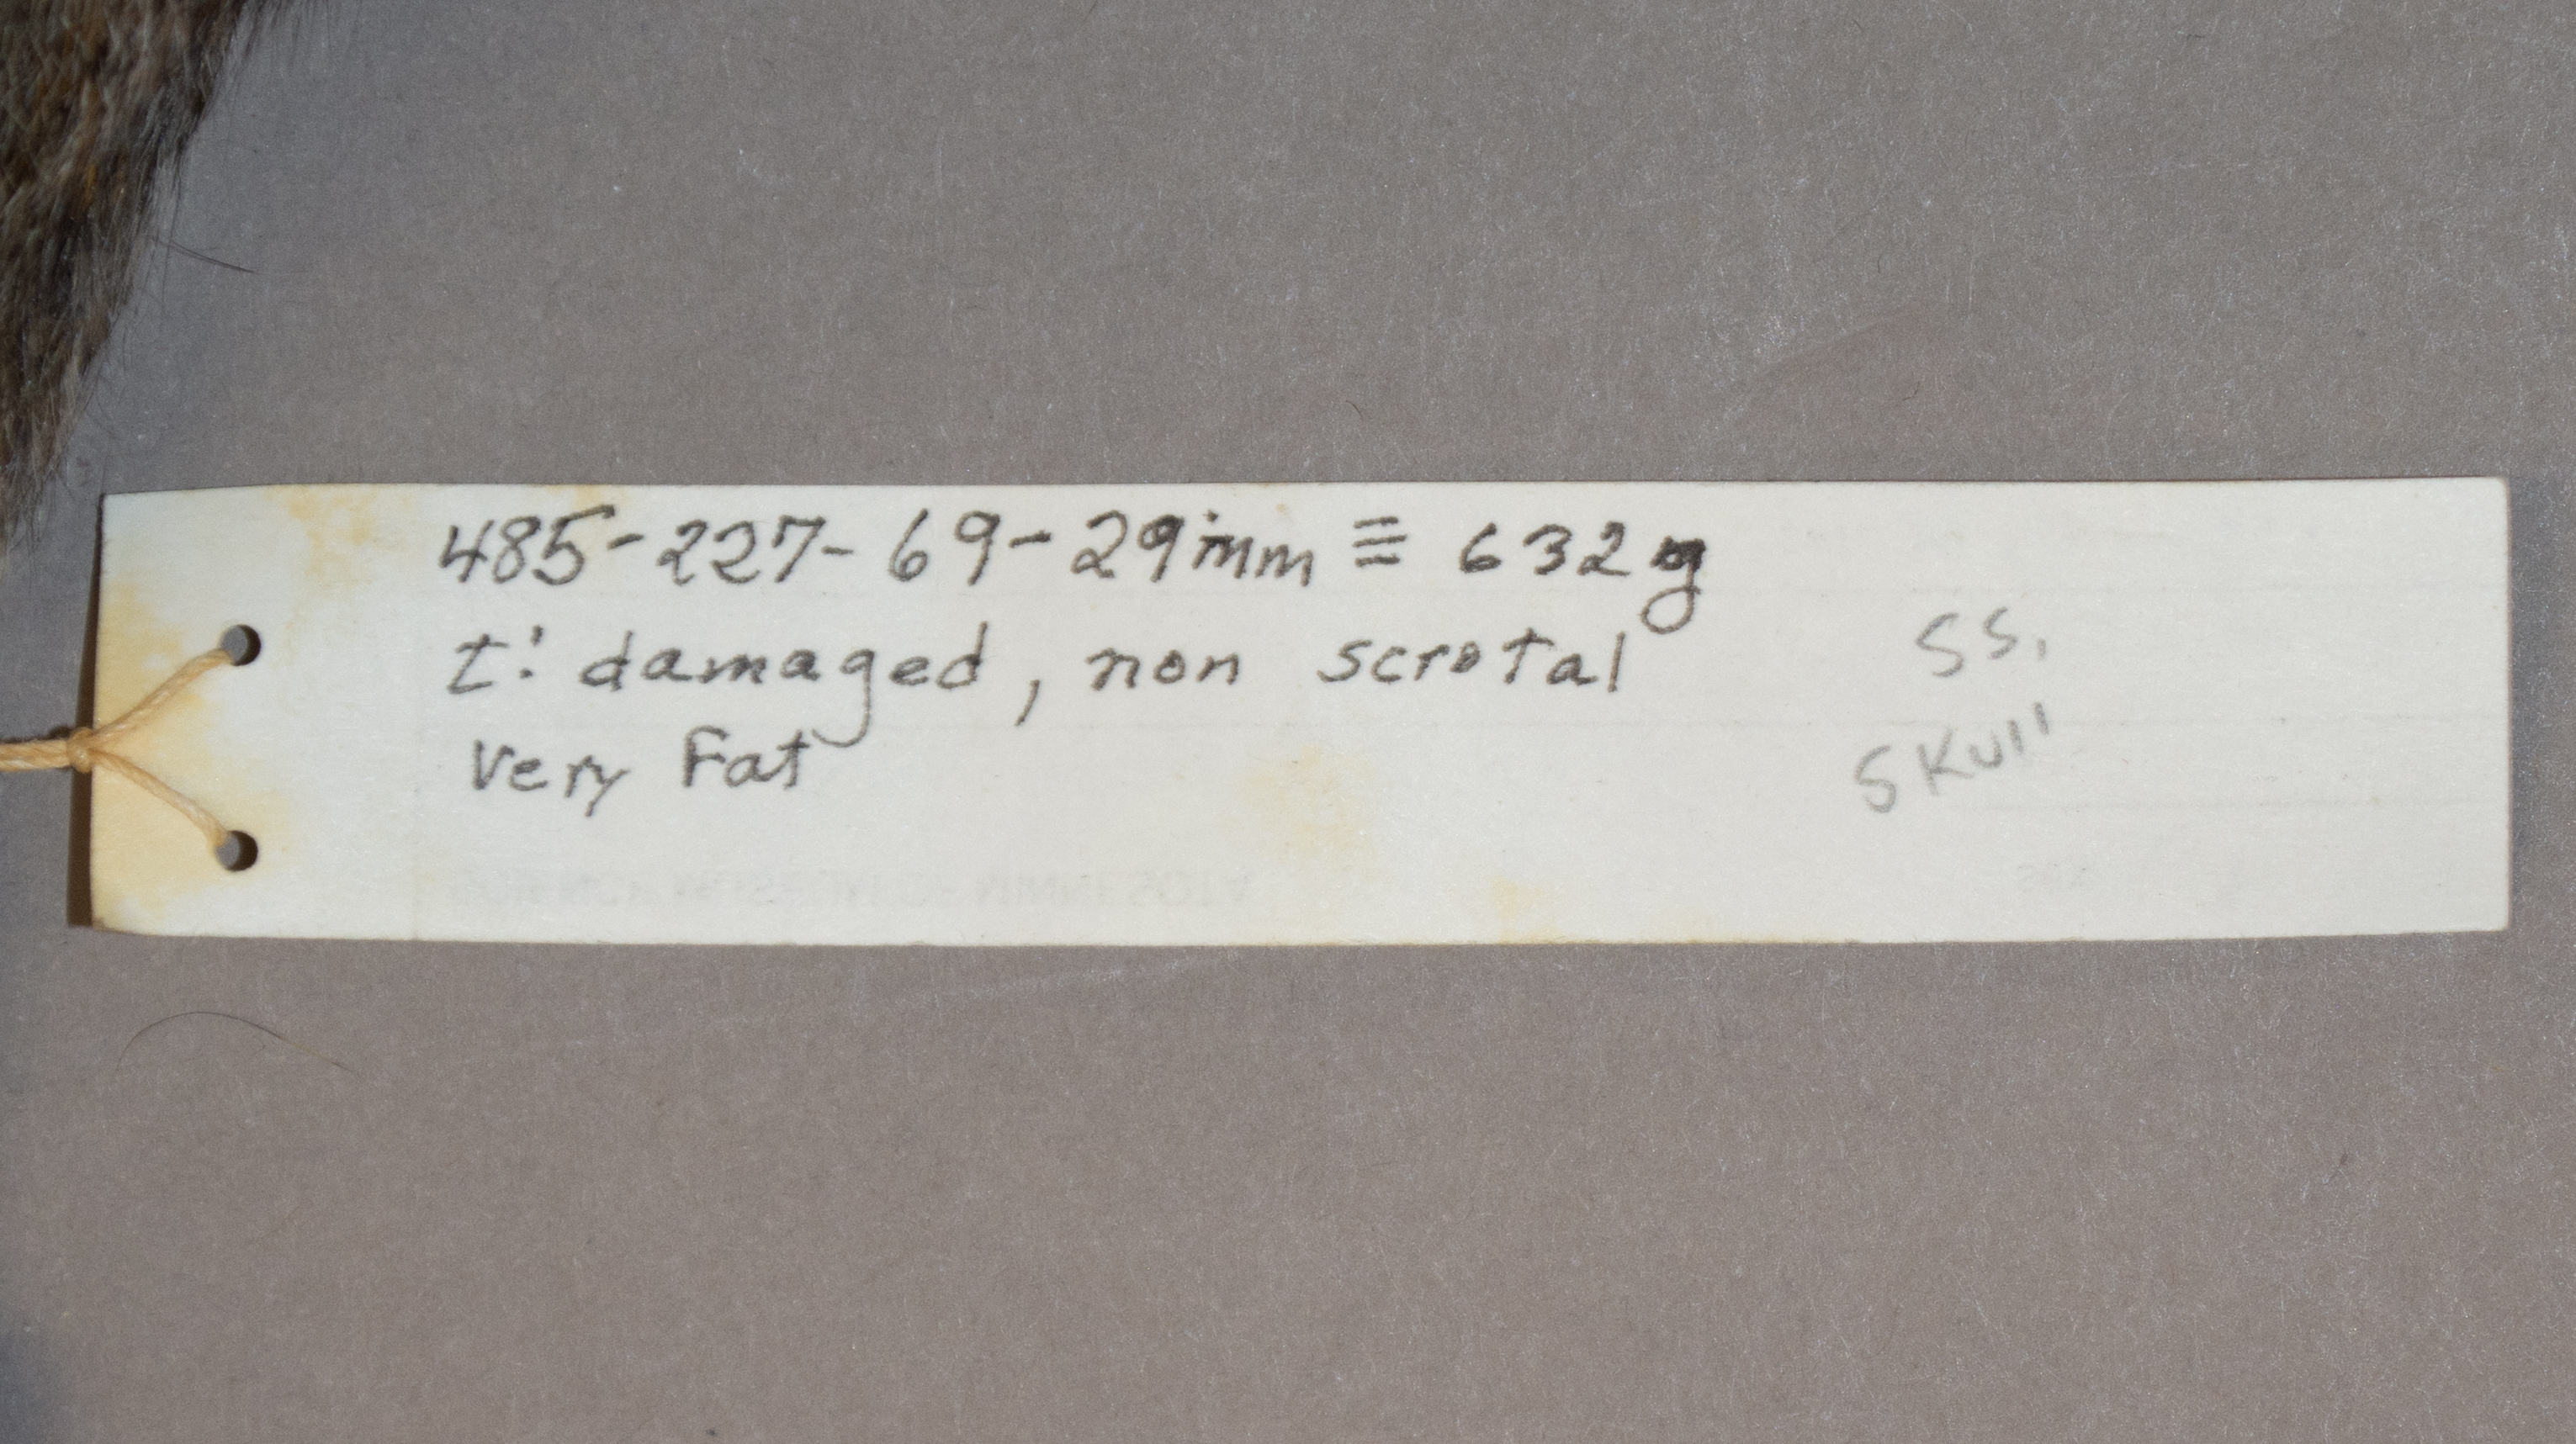 485-227-69-29mm ≡ 632g
t: damaged, non scrotal
Very Fat
SS,
Skull